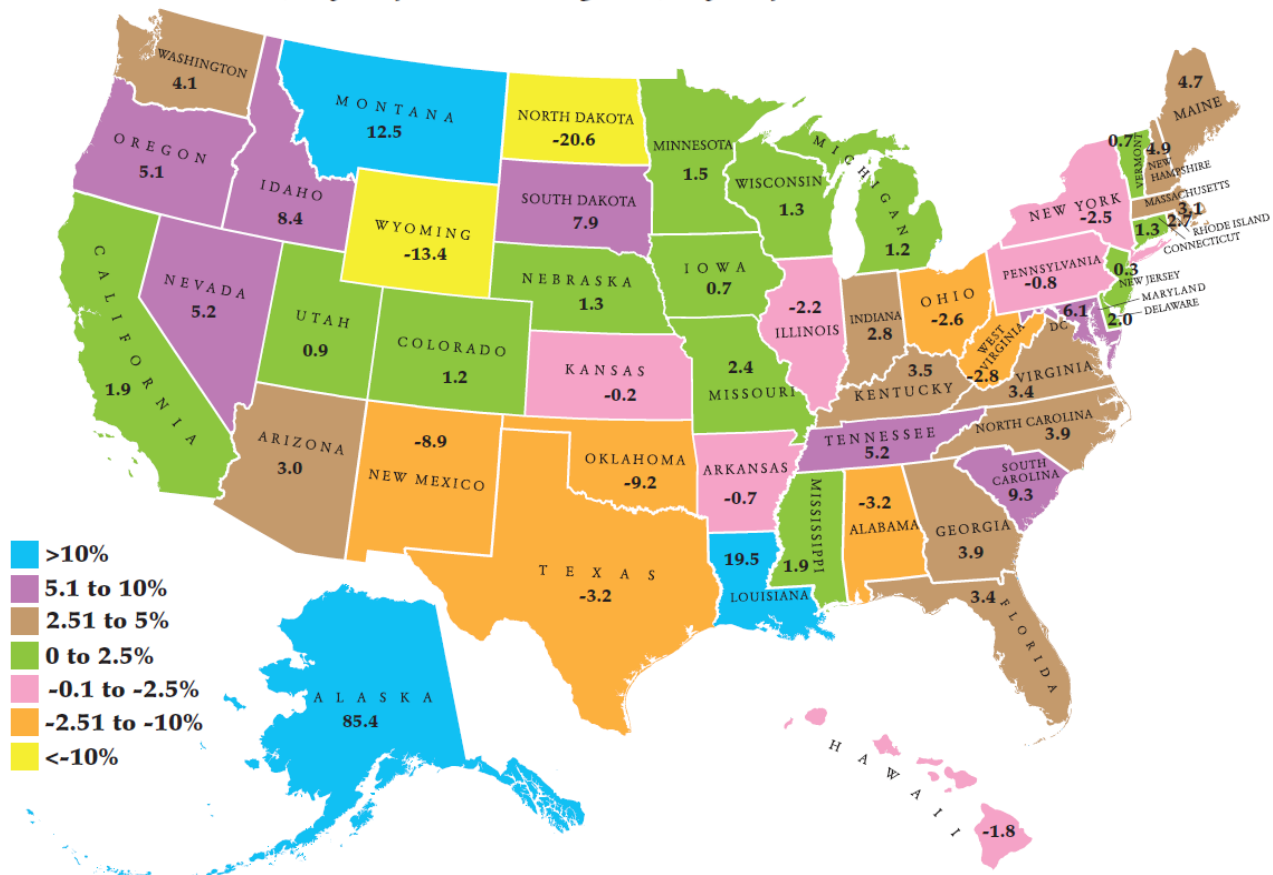 WASHINGTON
4.1
OREGON
5.1
IDAHO
8.4
MONTANA
12.5
WYOMING
-13.4
NORTH DAKOTA
-20.6
SOUTH DAKOTA
7.9
NEBRASKA
1.3
KANSAS
-0.2
MINNESOTA
1.5
WISCONSIN
1.3
MICHIGAN
1.2
IOWA
0.7
-2.2
ILLINOIS
2.4
MISSOURI
INDIANA
2.8
OHIO
-2.6
WEST VIRGINIA
-2.8
3.5
KENTUCKY
VIRGINIA
3.4
TENNESSEE
5.2
NORTH CAROLINA
3.9
SOUTH CAROLINA
9.3
GEORGIA
3.9
3.4
FLORIDA
-3.2
ALABAMA
MISSISSIPPI
1.9
19.5
LOUISIANA
ARKANSAS
-0.7
OKLAHOMA
-9.2
TEXAS
-3.2
-8.9
NEW MEXICO
ARIZONA
3.0
UTAH
0.9
COLORADO
1.2
NEVADA
5.2
CALIFORNIA
1.9
4.7
MAINE
0.7
VERMONT
4.9
NEW HAMPSHIRE
MASSACHUSETTS
3.1
2.7
RHODE ISLAND
1.3
CONNECTICUT
NEW YORK
-2.5
PENNSYLVANIA
-0.8
0.3
NEW JERSEY
6.1
MARYLAND
DELAWARE
2.0
DC
>10%
5.1 to 10%
2.51 to 5%
0 to 2.5%
-0.1 to -2.5%
-2.51 to -10%
<-10%
ALASKA
85.4
HAWAII
-1.8